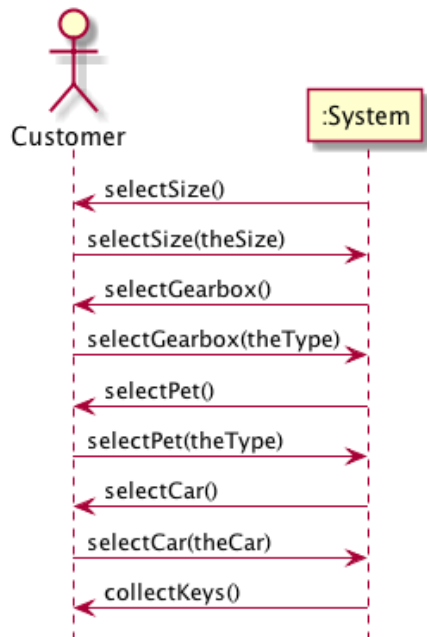 Customer
:System
selectSize()
selectSize(theSize)
selectGearbox()
selectGearbox(theType)
selectPet()
selectPet(theType)
selectCar()
selectCar(theCar)
collectKeys()